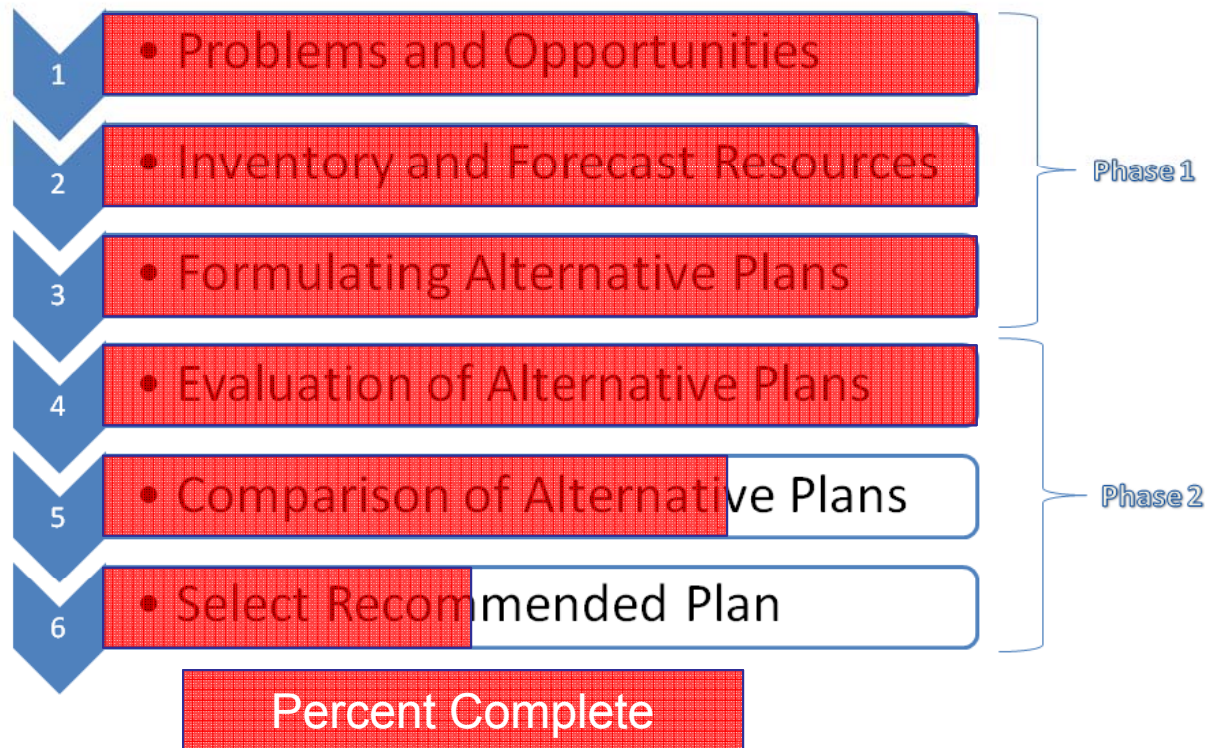 1
• Problems and Opportunities
2
• Inventory and Forecast Resources
Phase 1
3
• Formulating Alternative Plans
4
• Evaluation of Alternative Plans
5
• Comparison of Alternative Plans
Phase 2
6
• Select Recommended Plan
Percent Complete